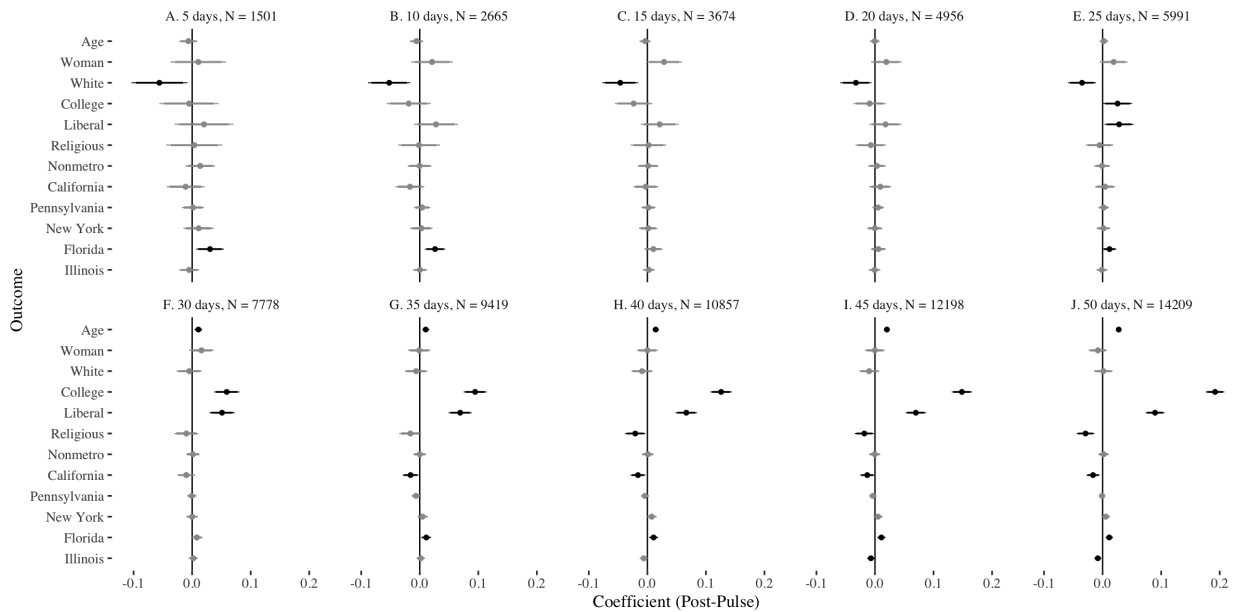 A. 5 days, N = 1501
B. 10 days, N = 2665
C. 15 days, N = 3674
D. 20 days, N = 4956
E. 25 days, N = 5991
Age
Woman
White
College
Liberal
Religious
Nonmetro
California
Pennsylvania
New York
Florida
Illinois
Outcome
F. 30 days, N = 7778
G. 35 days, N = 9419
H. 40 days, N = 10857
I. 45 days, N = 12198
J. 50 days, N = 14209
Age
Woman
White
College
Liberal
Religious
Nonmetro
California
Pennsylvania
New York
Florida
Illinois
-0.1 0.0 0.1 0.2
-0.1 0.0 0.1 0.2
-0.1 0.0 0.1 0.2
-0.1 0.0 0.1 0.2
-0.1 0.0 0.1 0.2
Coefficient (Post-Pulse)